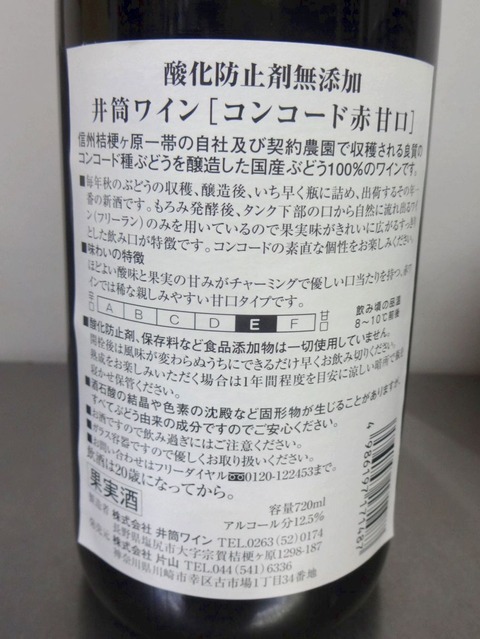 酸化防止剤無添加
井筒ワイン[コンコード赤甘口]
信州桔梗ヶ原一帯の自社及び契約農園で収穫される良質の
コンコード種ぶどうを醸造した国産ぶどう100%のワインです。
■毎年秋のぶどうの収穫、醸造後、いち早く瓶に詰め、出荷するその年一
番の新酒です。もろみ発酵後、タンク下部の口から自然に流れ出るワイ
ン(フリーラン)のみを用いているので果実味がきれいに広がるすっきり
とした飲み口が特徴です。コンコードの素直な個性をお楽しみください。
■味わいの特徴
ほどよい酸味と果実の甘みがチャーミングで優しい口当たりを持つ、赤ワ
インでは稀な親しみやすい甘口タイプです。
辛口 A B C D E F 甘口
飲み頃の品温
8〜10℃前後
■酸化防止剤、保存料など食品添加物は一切使用していません。
開栓後は風味が変わらぬうちにできるだけ早くお飲み切りください。
熟成をお楽しみいただく場合は1年間程度を目安に涼しい暗所で横に
寝かせ保管ください。
■酒石酸の結晶や色素の沈殿など固形物が生じることがありますが、
すべてぶどう由来の成分ですのでご安心ください。
■お酒ですので飲み過ぎにはご注意ください。
■ガラス容器ですので優しくお取り扱いください。
■お問い合わせはフリーダイヤル0120-122453まで。
飲酒は20歳になってから。
果実酒
容量720ml
アルコール分12.5%
製造者 株式会社 井筒ワイン TEL.0263(52)0174
長野県塩尻市大字宗賀桔梗ヶ原1298-187
発売元 株式会社 片山 TEL.044(541)6336
神奈川県川崎市幸区古市場1丁目34番地
4986197771487